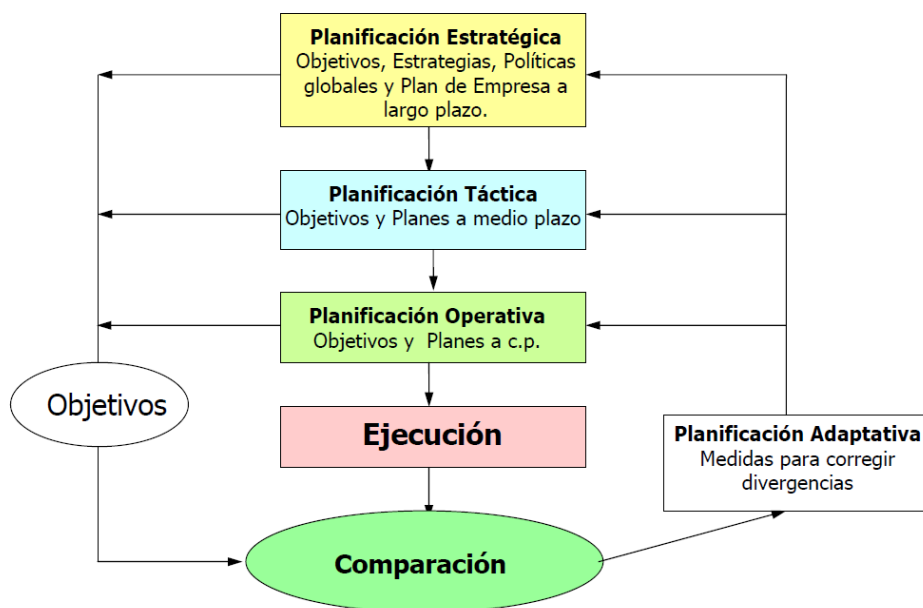 Planificación Estratégica
Objetivos, Estrategias, Políticas
globales y Plan de Empresa a
largo plazo.
Planificación Táctica
Objetivos y Planes a medio plazo
Planificación Operativa
Objetivos y Planes a c.p.
Objetivos
Ejecución
Planificación Adaptativa
Medidas para corregir
divergencias
Comparación